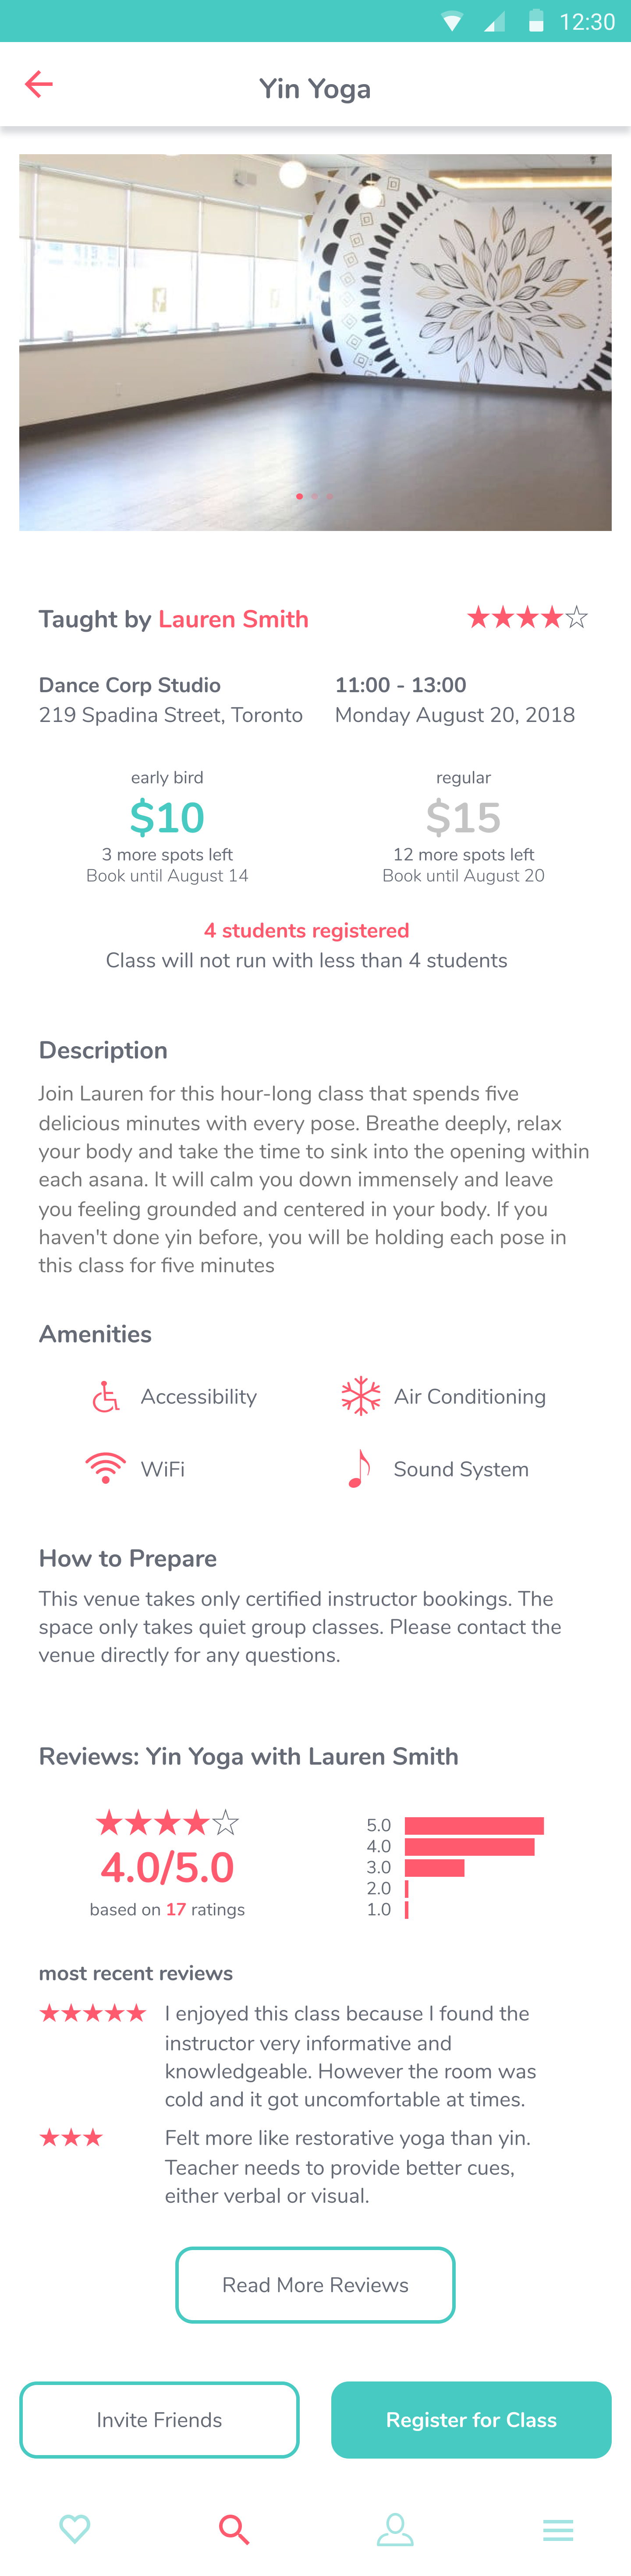 12:30
Yin Yoga
Taught by Lauren Smith
Dance Corp Studio
219 Spadina Street, Toronto
11:00 - 13:00
Monday August 20, 2018
early bird
$10
3 more spots left
Book until August 14
regular
$15
12 more spots left
Book until August 20
4 students registered
Class will not run with less than 4 students
Description
Join Lauren for this hour-long class that spends five
delicious minutes with every pose. Breathe deeply, relax
your body and take the time to sink into the opening within
each asana. It will calm you down immensely and leave
you feeling grounded and centered in your body. If you
haven't done yin before, you will be holding each pose in
this class for five minutes
Amenities
Accessibility
Air Conditioning
WiFi
Sound System
How to Prepare
This venue takes only certified instructor bookings. The
space only takes quiet group classes. Please contact the
venue directly for any questions.
Reviews: Yin Yoga with Lauren Smith
4.0/5.0
based on 17 ratings
5.0
4.0
3.0
2.0
1.0
most recent reviews
I enjoyed this class because I found the
instructor very informative and
knowledgeable. However the room was
cold and it got uncomfortable at times.
Felt more like restorative yoga than yin.
Teacher needs to provide better cues,
either verbal or visual.
Read More Reviews
Invite Friends
Register for Class